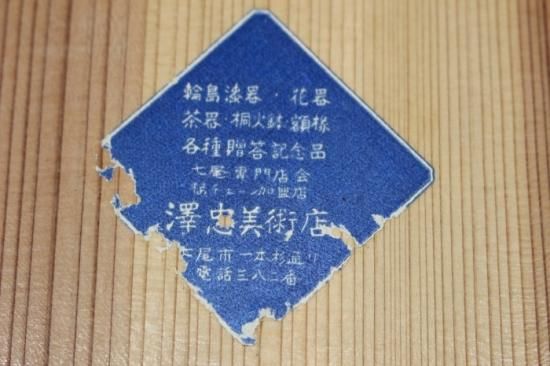 輪島漆器・花器
茶器・桐火鉢・額様
各種贈答記念品
七尾専門店会
チェーン加盟店
澤忠美術店
七尾市一本杉通り
電話三八二番